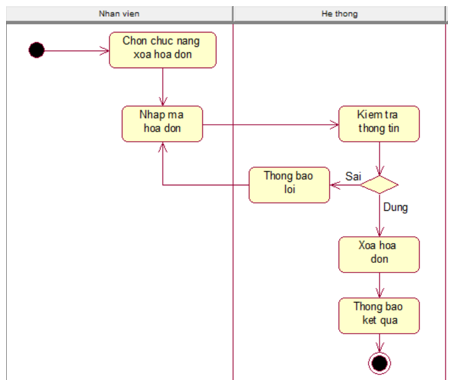 Nhan vien
He thong
Chon chuc nang
xoa hoa don
Nhap ma
hoa don
Kiem tra
thong tin
Thong bao
loi
Sai
Dung
Xoa hoa
don
Thong bao
ket qua